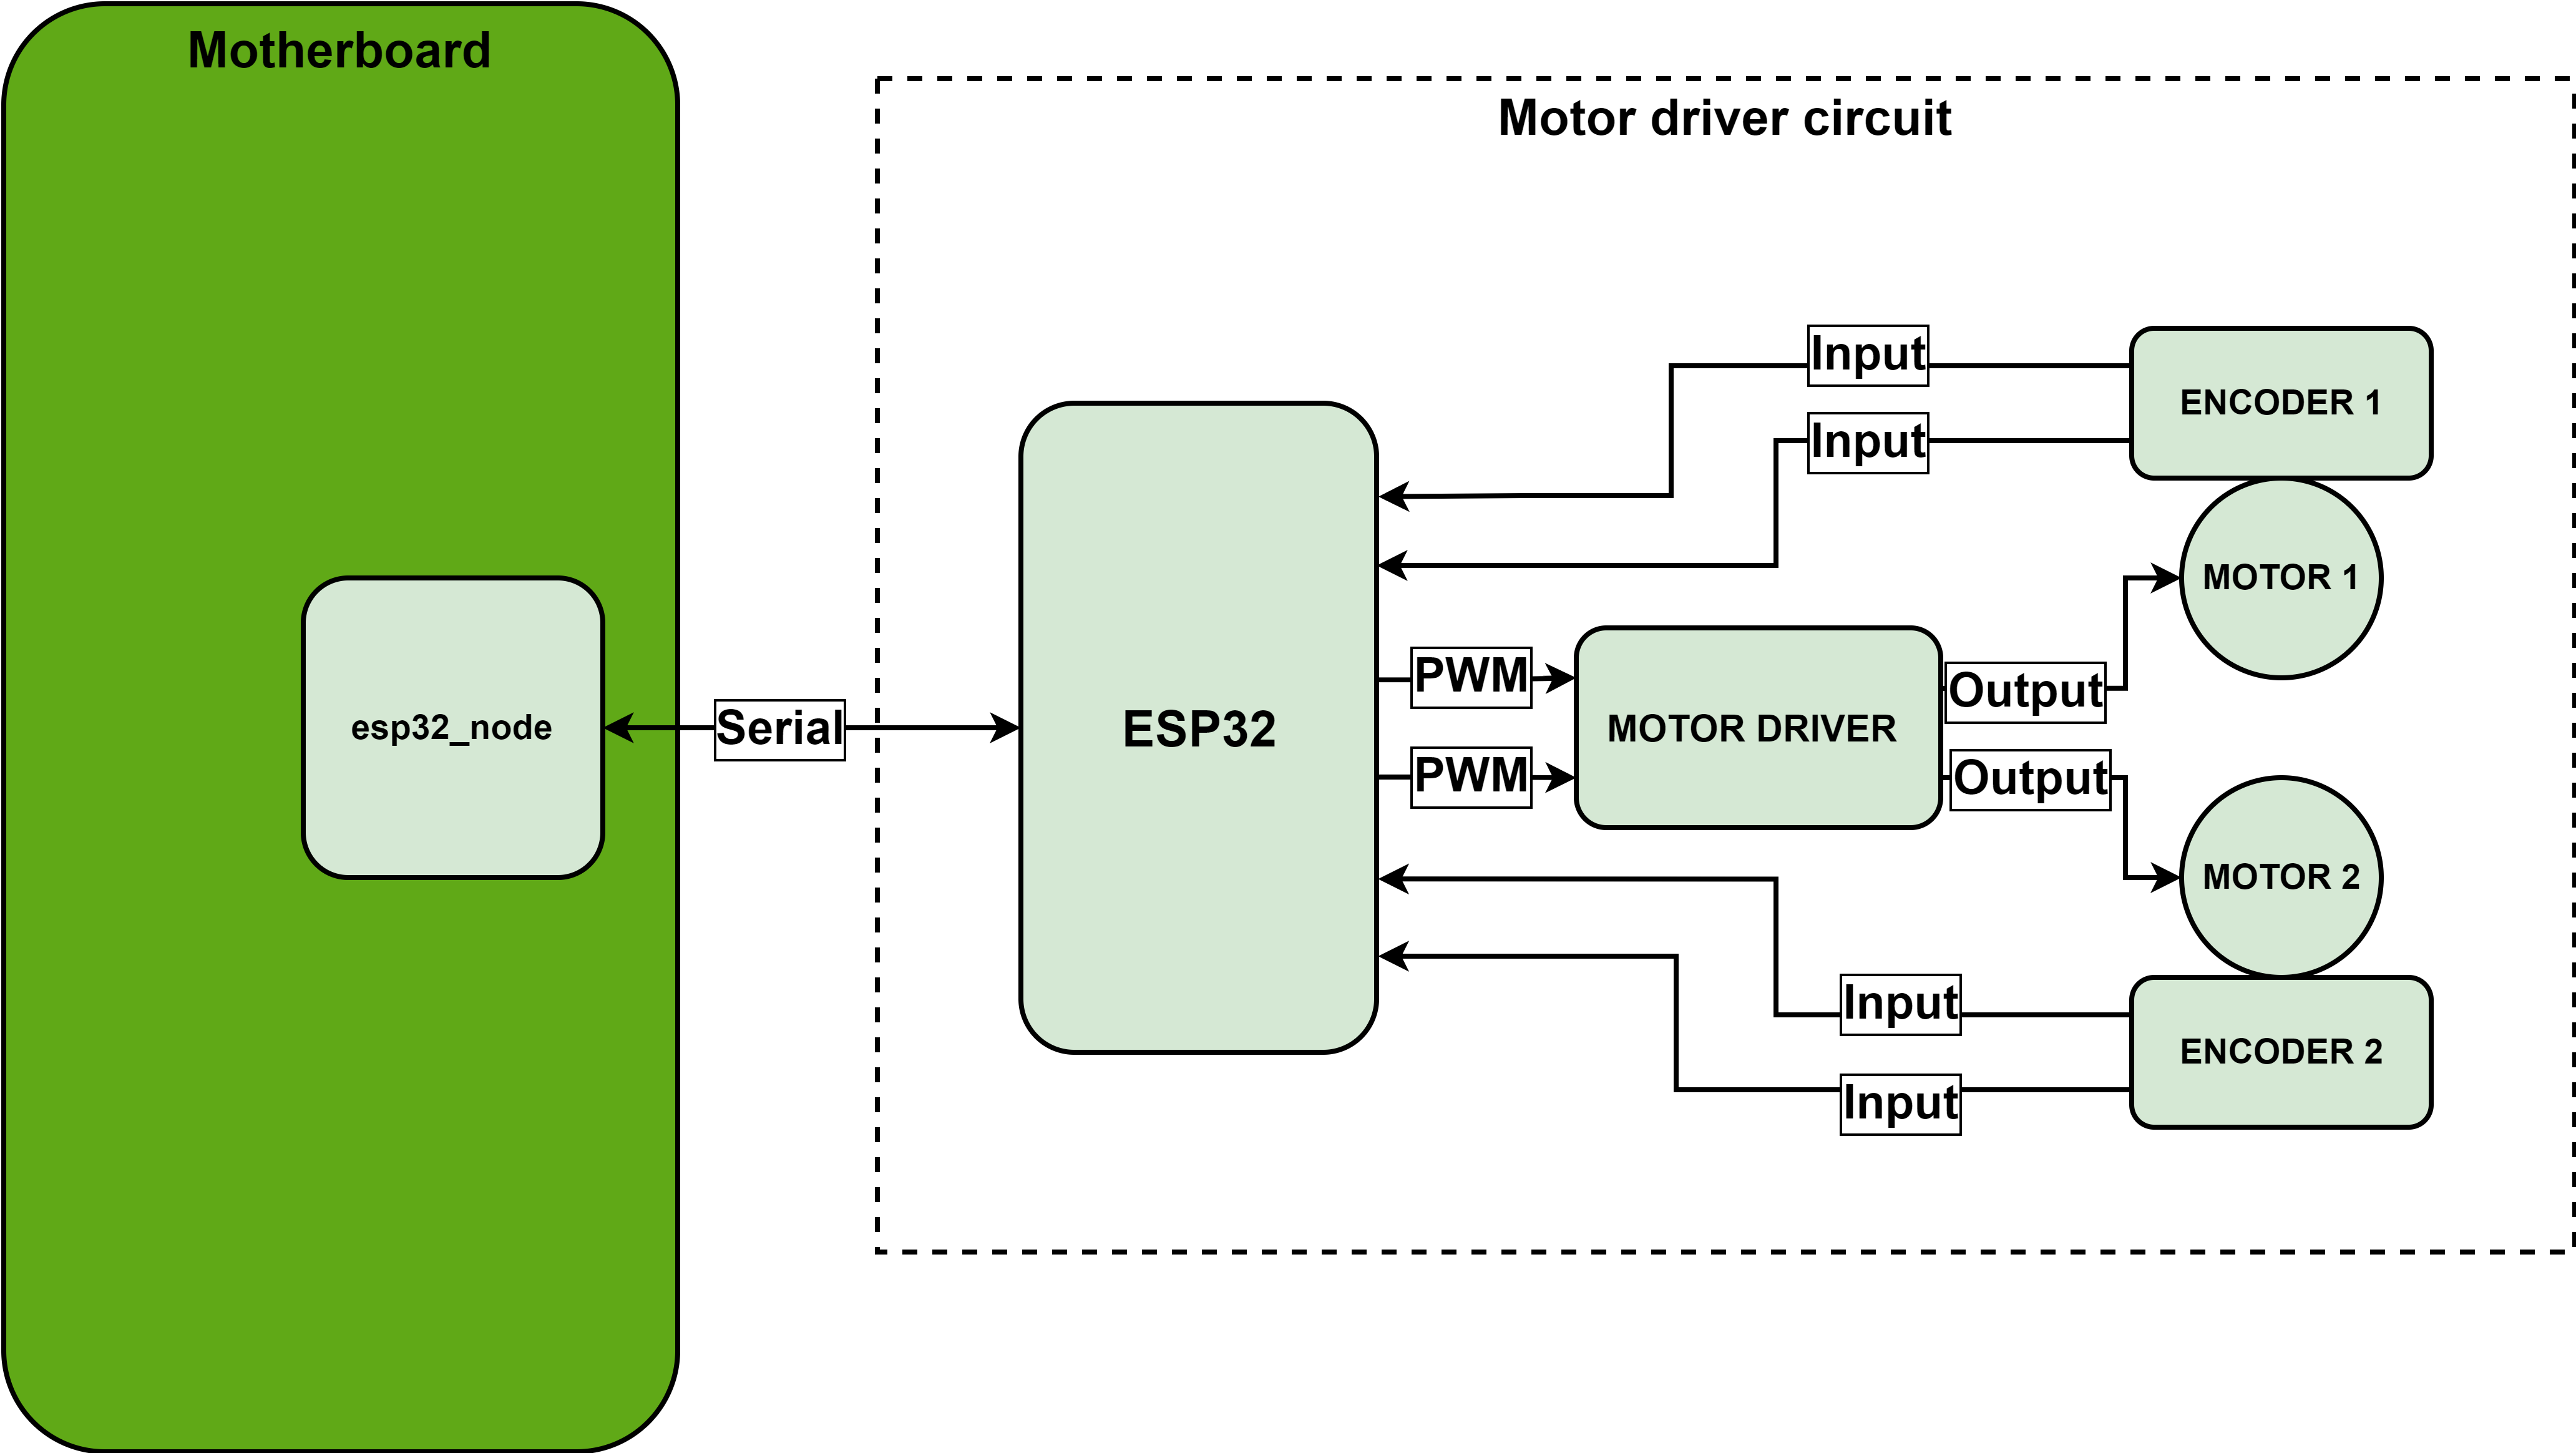 Motherboard
Motor driver circuit
Input
ENCODER 1
Input
MOTOR 1
PWM
Output
esp32_node
Serial
ESP32
MOTOR DRIVER
PWM
Output
MOTOR 2
Input
ENCODER 2
Input